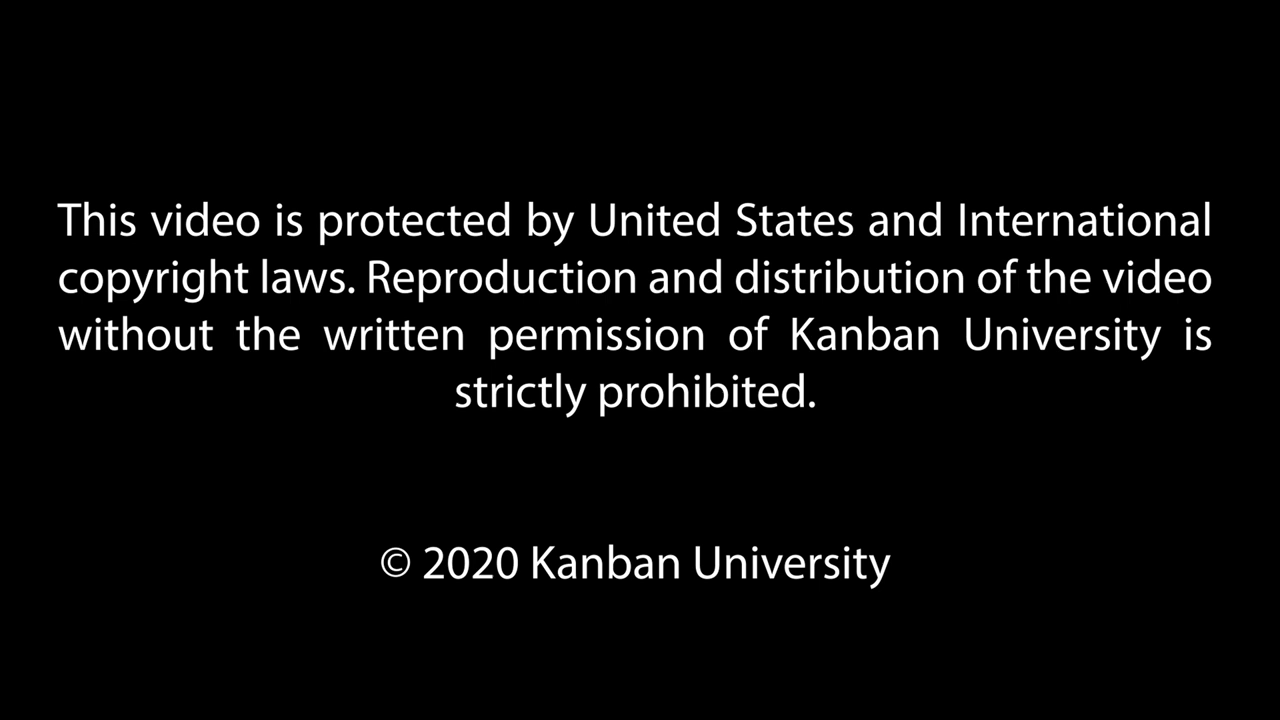 This video is protected by United States and International
copyright laws. Reproduction and distribution of the video
without the written permission of Kanban University is
strictly prohibited.
© 2020 Kanban University